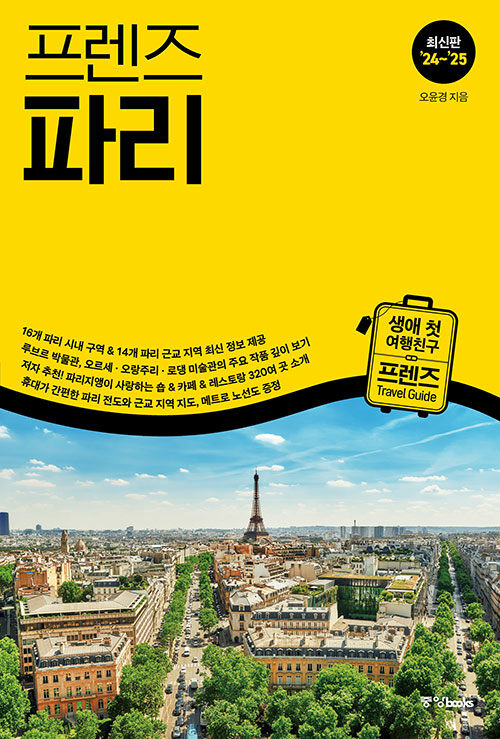 프렌즈
파리
최신판
'24~'25
오윤경 지음
16개 파리 시내 구역 & 14개 파리 근교 지역 최신 정보 제공
루브르 박물관, 오르세·오랑주리·로댕 미술관의 주요 작품 깊이 보기
저자 추천! 파리지앵이 사랑하는 숍 & 카페 & 레스토랑 320여 곳 소개
휴대가 간편한 파리 전도와 근교 지역 지도, 메트로 노선도 증정
생애 첫
여행친구
프렌즈
Travel Guide
중앙books